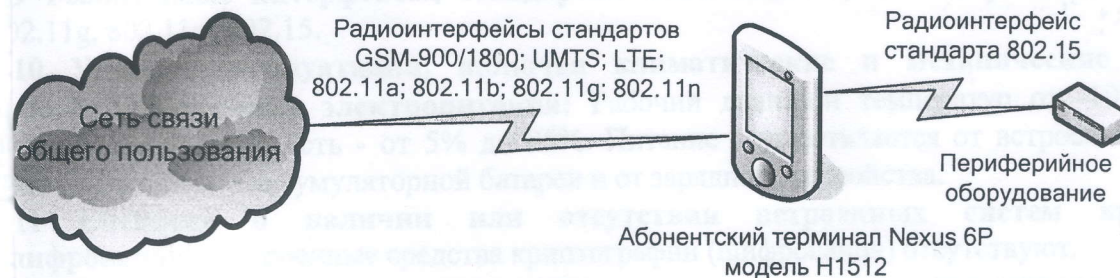 Радиоинтерфейсы стандартов
GSM-900/1800; UMTS; LTE;
802.11a; 802.11b; 802.11g; 802.11n
Радиоинтерфейс
стандарта 802.15
Сеть связи
общего пользования
Периферийное
оборудование
Абонентский терминал Nexus 6P
модель H1512